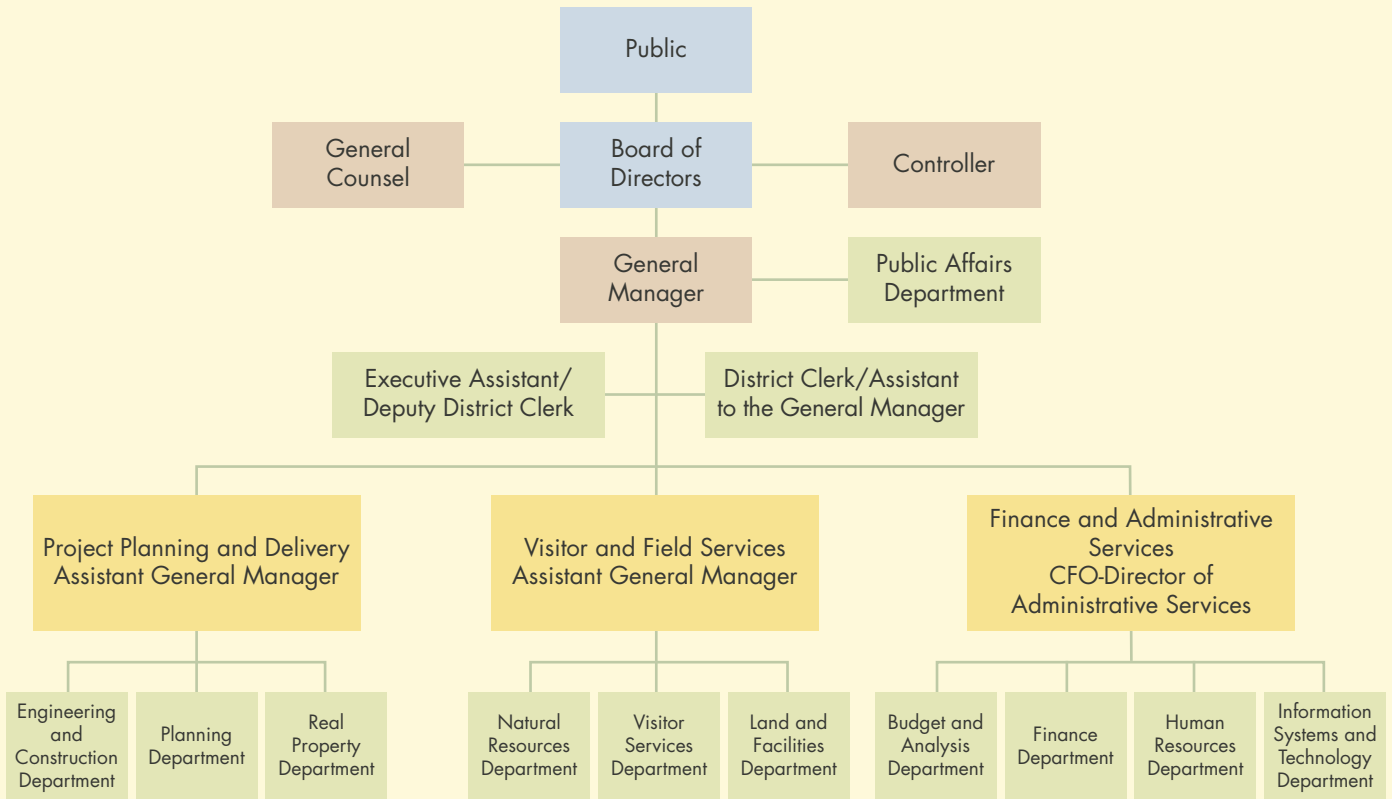 Public
General
Counsel
Board of
Directors
Controller
General
Manager
Public Affairs
Department
Executive Assistant/
Deputy District Clerk
District Clerk/Assistant
to the General Manager
Project Planning and Delivery
Assistant General Manager
Visitor and Field Services
Assistant General Manager
Finance and Administrative
Services
CFO-Director of
Administrative Services
Engineering
and
Construction
Department
Planning
Department
Real
Property
Department
Natural
Resources
Department
Visitor
Services
Department
Land and
Facilities
Department
Budget and
Analysis
Department
Finance
Department
Human
Resources
Department
Information
Systems and
Technology
Department